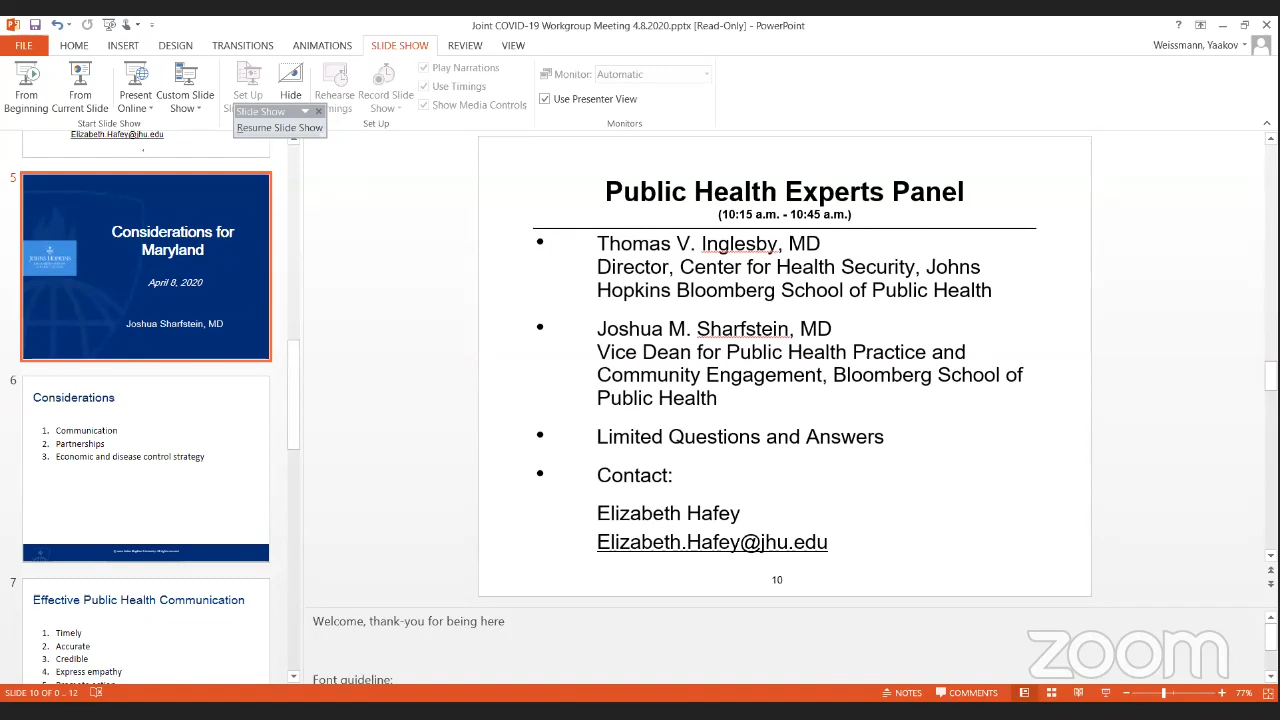 Joint COVID-19 Workgroup Meeting 4.8.2020.pptx [Read-Only] - PowerPoint
FILE HOME INSERT DESIGN TRANSITIONS ANIMATIONS SLIDE SHOW REVIEW VIEW
Weissmann, Yaakov
From Beginning
From Current Slide
Present Online
Custom Slide Show
Start Slide Show
Set Up
Hide
Rehearse
Record Slide Show
Play Narrations
Use Timings
Show Media Controls
Set Up
Monitor: Automatic
Use Presenter View
Monitors
Slide Show
Resume Slide Show
Elizabeth.Hafey@jhu.edu
5
Considerations for
Maryland
April 8, 2020
Joshua Sharfstein, MD
JOHNS HOPKINS
6
Considerations
1. Communication
2. Partnerships
3. Economic and disease control strategy
7
Effective Public Health Communication
1. Timely
2. Accurate
3. Credible
4. Express empathy
Public Health Experts Panel
(10:15 a.m. - 10:45 a.m.)
• Thomas V. Inglesby, MD
Director, Center for Health Security, Johns
Hopkins Bloomberg School of Public Health
• Joshua M. Sharfstein, MD
Vice Dean for Public Health Practice and
Community Engagement, Bloomberg School of
Public Health
• Limited Questions and Answers
• Contact:
Elizabeth Hafey
Elizabeth.Hafey@jhu.edu
10
Welcome, thank-you for being here
Font guideline:
zoom
SLIDE 10 OF 0 .. 12
NOTES COMMENTS 77%